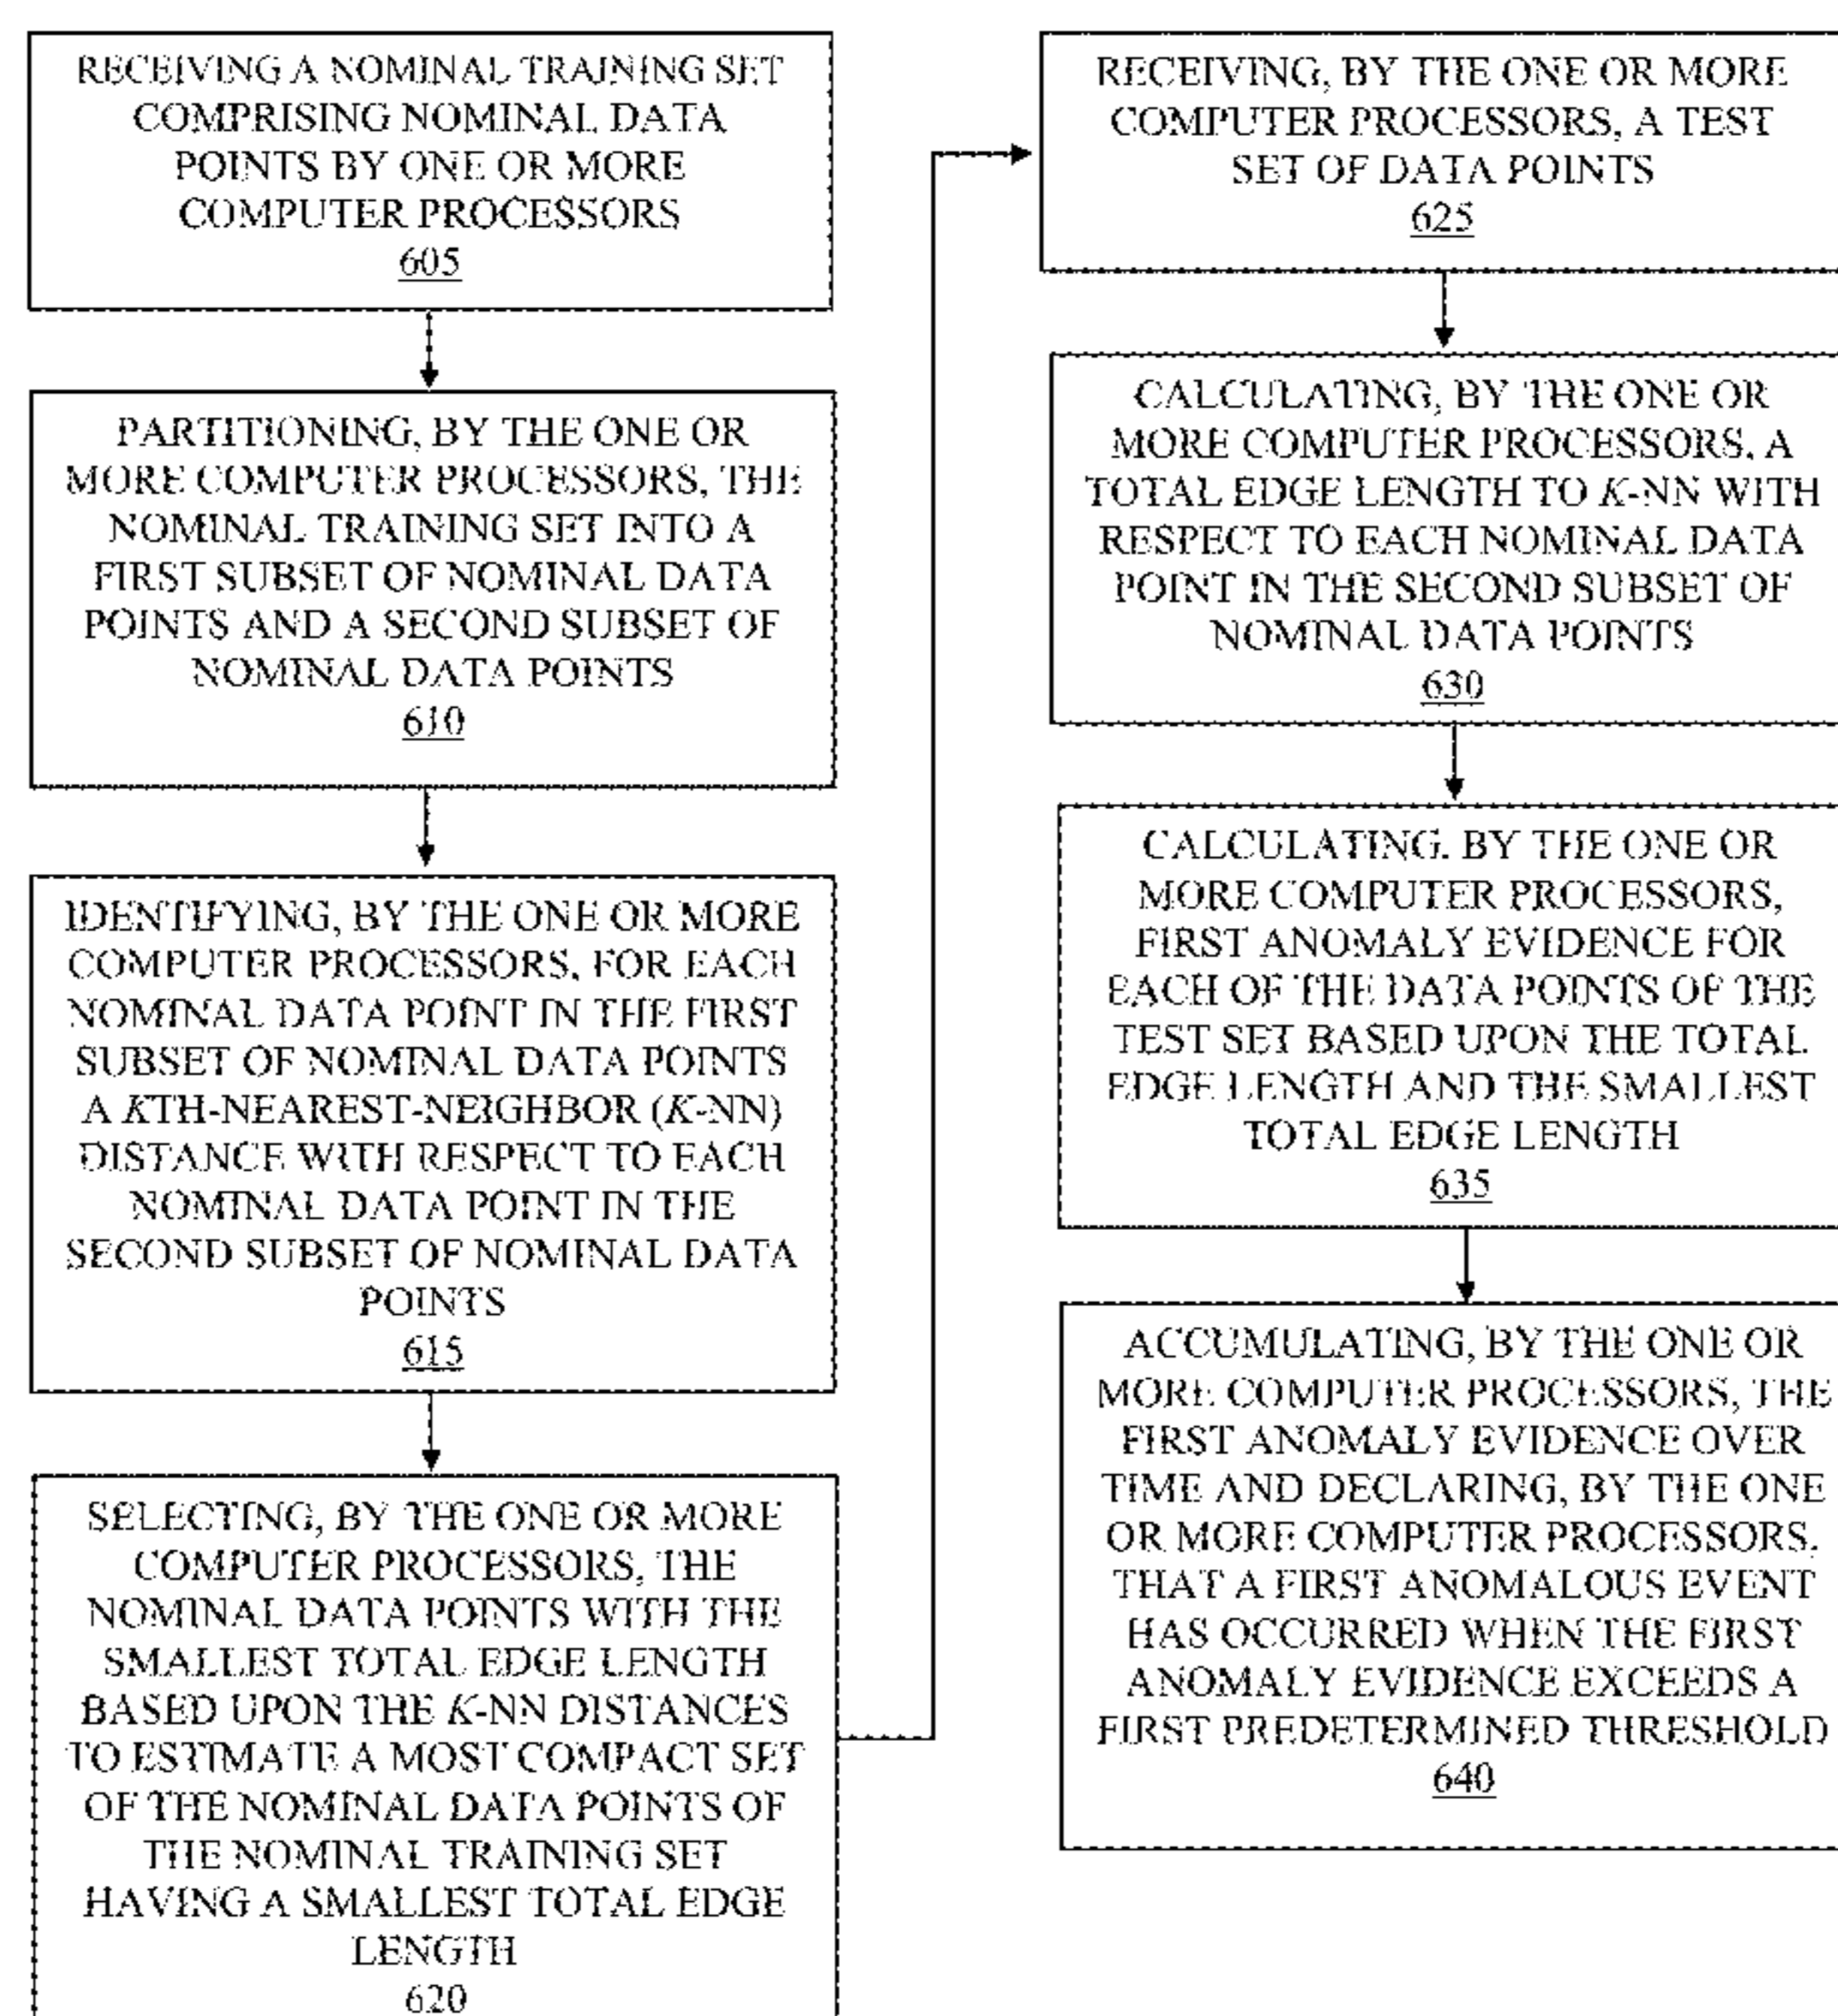 RECEIVING A NOMINAL TRAINING SET
COMPRISING NOMINAL DATA
POINTS BY ONE OR MORE
COMPUTER PROCESSORS
605
PARTITIONING, BY THE ONE OR
MORE COMPUTER PROCESSORS, THE
NOMINAL TRAINING SET INTO A
FIRST SUBSET OF NOMINAL DATA
POINTS AND A SECOND SUBSET OF
NOMINAL DATA POINTS
610
IDENTIFYING, BY THE ONE OR MORE
COMPUTER PROCESSORS, FOR EACH
NOMINAL DATA POINT IN THE FIRST
SUBSET OF NOMINAL DATA POINTS
A KTH-NEAREST-NEIGHBOR (K-NN)
DISTANCE WITH RESPECT TO EACH
NOMINAL DATA POINT IN THE
SECOND SUBSET OF NOMINAL DATA
POINTS
615
SELECTING, BY THE ONE OR MORE
COMPUTER PROCESSORS, THE
NOMINAL DATA POINTS WITH THE
SMALLEST TOTAL EDGE LENGTH
BASED UPON THE K-NN DISTANCES
TO ESTIMATE A MOST COMPACT SET
OF THE NOMINAL DATA POINTS OF
THE NOMINAL TRAINING SET
HAVING A SMALLEST TOTAL EDGE
LENGTH
620
RECEIVING, BY THE ONE OR MORE
COMPUTER PROCESSORS, A TEST
SET OF DATA POINTS
625
CALCULATING, BY THE ONE OR
MORE COMPUTER PROCESSORS, A
TOTAL EDGE LENGTH TO K-NN WITH
RESPECT TO EACH NOMINAL DATA
POINT IN THE SECOND SUBSET OF
NOMINAL DATA POINTS
630
CALCULATING, BY THE ONE OR
MORE COMPUTER PROCESSORS,
FIRST ANOMALY EVIDENCE FOR
EACH OF THE DATA POINTS OF THE
TEST SET BASED UPON THE TOTAL
EDGE LENGTH AND THE SMALLEST
TOTAL EDGE LENGTH
635
ACCUMULATING, BY THE ONE OR
MORE COMPUTER PROCESSORS, THE
FIRST ANOMALY EVIDENCE OVER
TIME AND DECLARING, BY THE ONE
OR MORE COMPUTER PROCESSORS,
THAT A FIRST ANOMALOUS EVENT
HAS OCCURRED WHEN THE FIRST
ANOMALY EVIDENCE EXCEEDS A
FIRST PREDETERMINED THRESHOLD
640